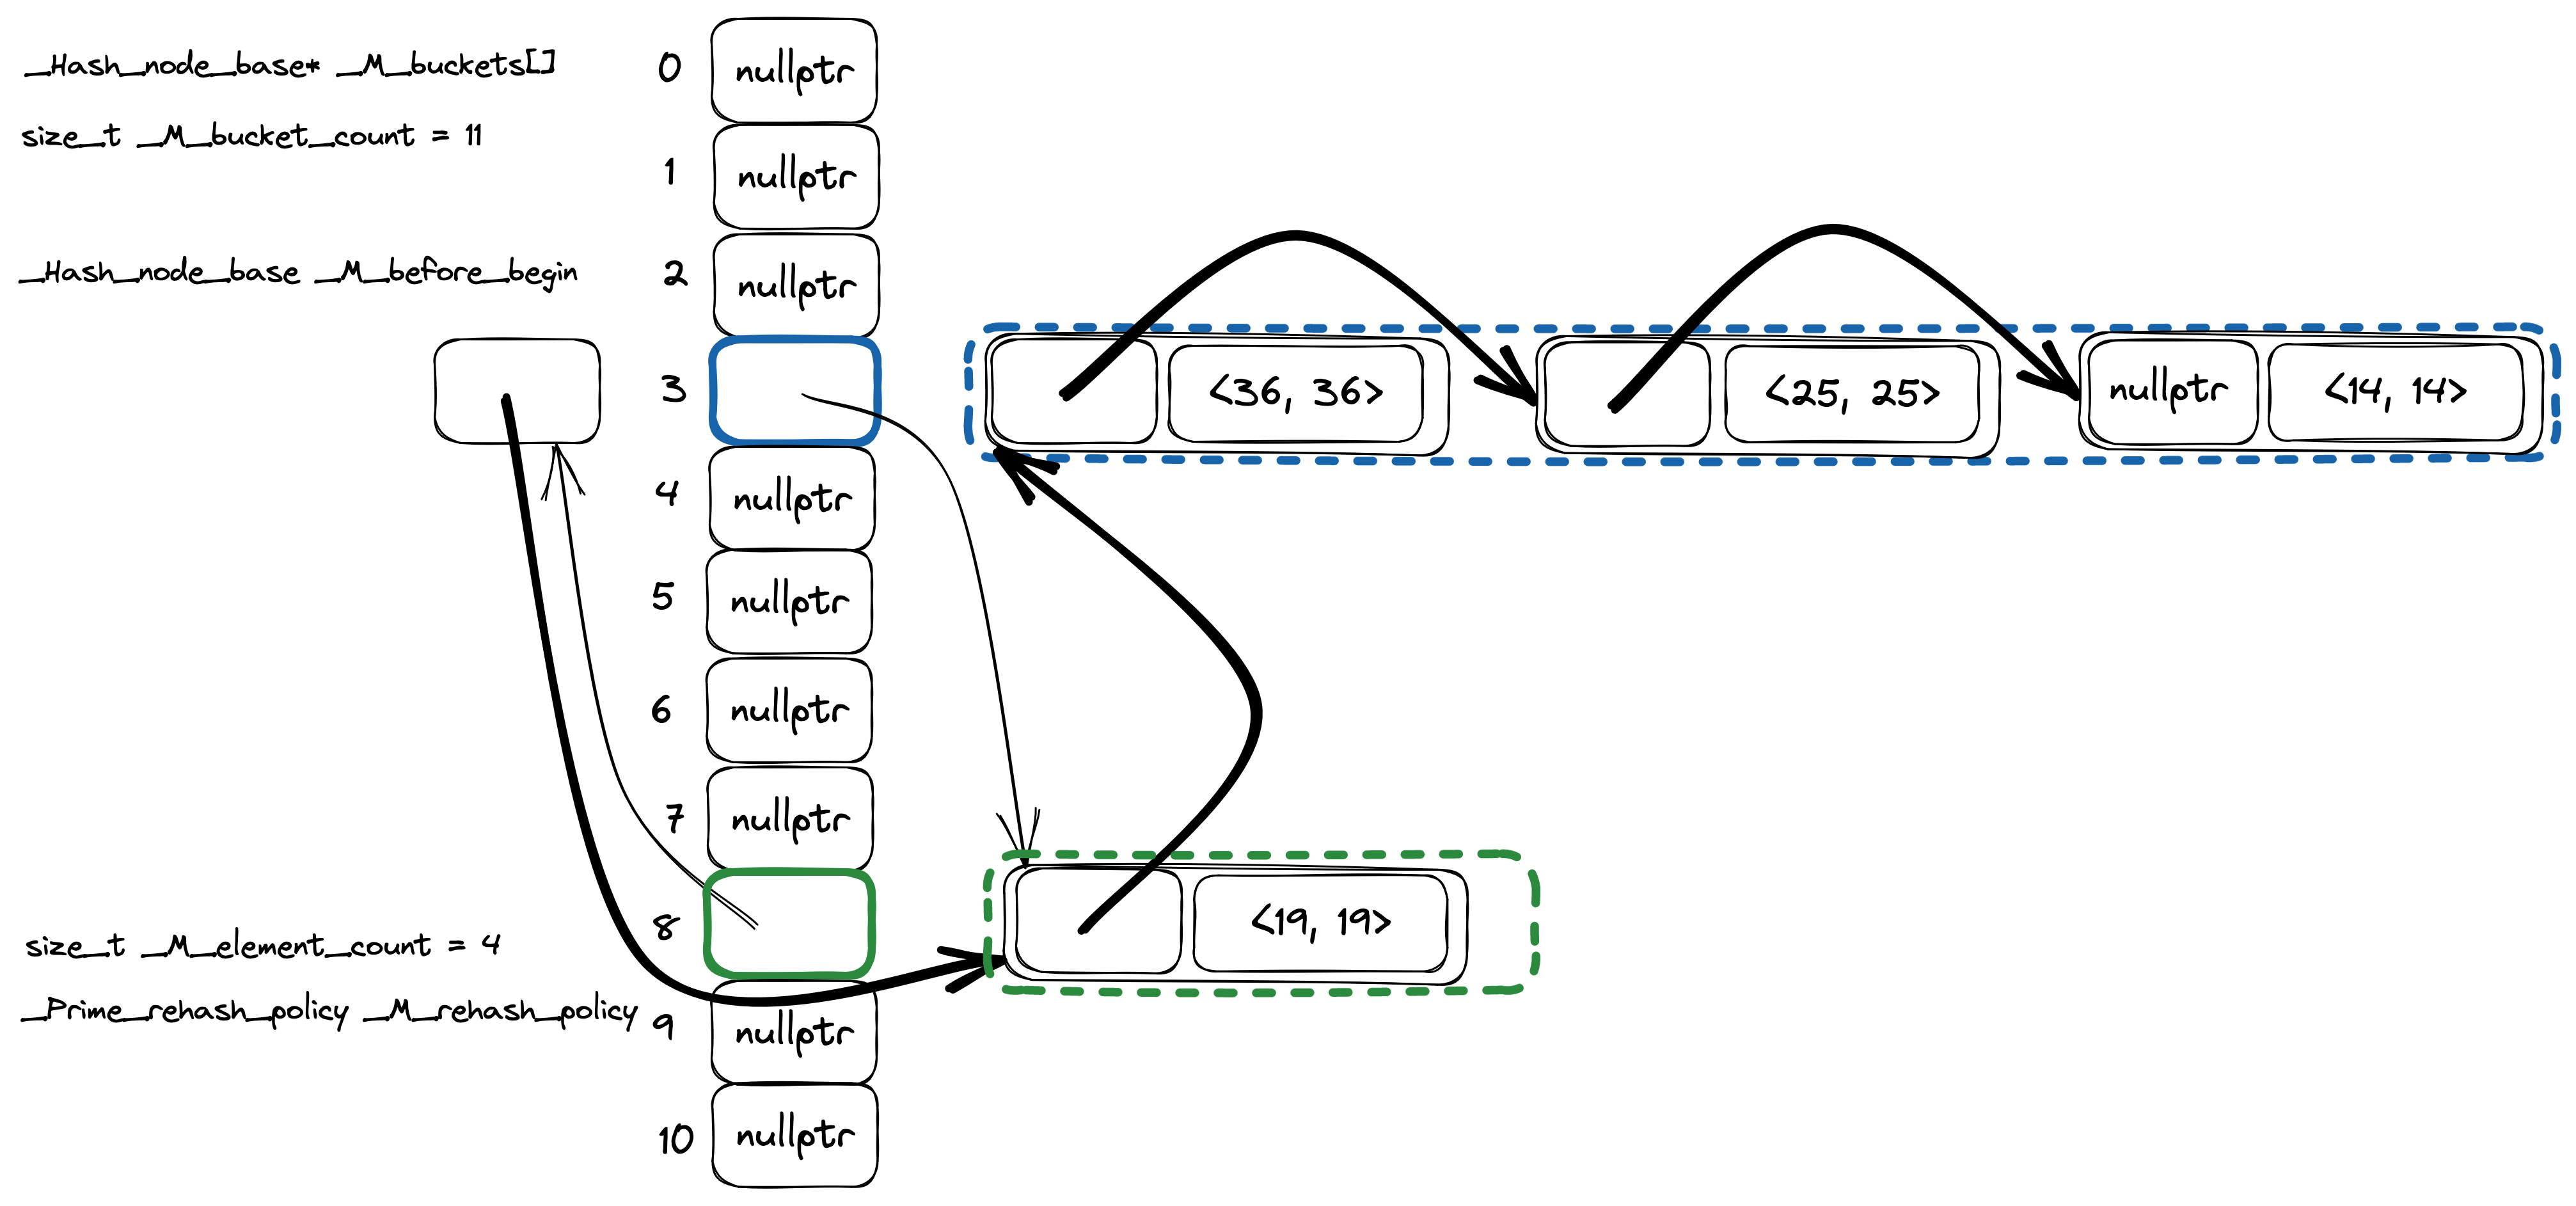 _Hash_node_base* _M_buckets[]
size_t _M_bucket_count = 11
_Hash_node_base _M_before_begin
0 nullptr
1 nullptr
2 nullptr
3 <36, 36> <25, 25> nullptr <14, 14>
4 nullptr
5 nullptr
6 nullptr
7 nullptr
8 <19, 19>
size_t _M_element_count = 4
_Prime_rehash_policy _M_rehash_policy
9 nullptr
10 nullptr